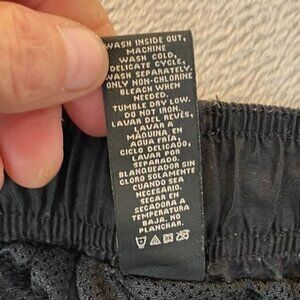 WASH INSIDE OUT,
MACHINE
WASH COLD,
DELICATE CYCLE,
WASH SEPARATELY.
ONLY NON-CHLORINE
BLEACH WHEN
NEEDED.
TUMBLE DRY LOW.
DO NOT IRON.
LAVAR DEL REVÉS,
LAVAR A
MÁQUINA EN
AGUA FRÍA,
CICLO DELICADO,
LAVAR POR
SEPARADO.
BLANQUEADOR SIN
CLORO SOLAMENTE
CUANDO SEA
NECESARIO.
SECAR EN
SECADORA A
TEMPERATURA
BAJA, NO
PLANCHAR.